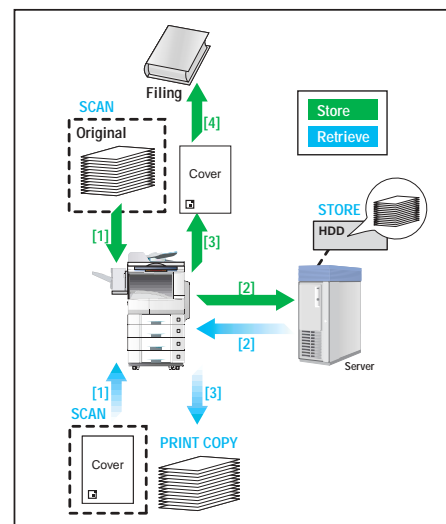 Filing
SCAN
Original
[4]
Store
Retrieve
Cover
STORE
HDD
[1]
[3]
[2]
[2]
Server
[1]
[3]
SCAN
PRINT COPY
Cover